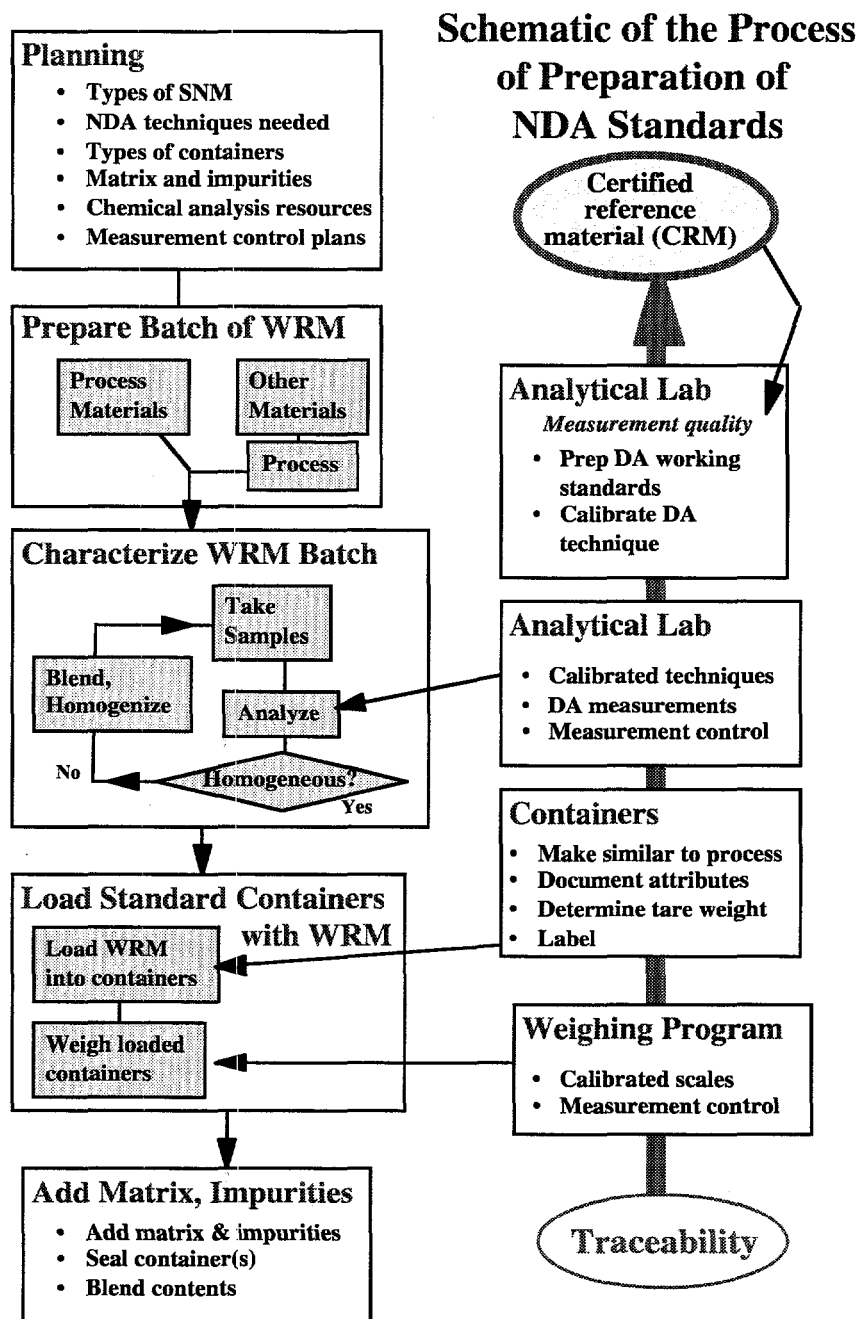 Schematic of the Process
of Preparation of
NDA Standards
Planning
• Types of SNM
• NDA techniques needed
• Types of containers
• Matrix and impurities
• Chemical analysis resources
• Measurement control plans
Prepare Batch of WRM
Process
Materials
Other
Materials
Process
Characterize WRM Batch
Take
Samples
Blend,
Homogenize
Analyze
Homogeneous?
No
Yes
Load Standard Containers
with WRM
Load WRM
into containers
Weigh loaded
containers
Add Matrix, Impurities
• Add matrix & impurities
• Seal container(s)
• Blend contents
Certified
reference
material (CRM)
Analytical Lab
Measurement quality
• Prep DA working
standards
• Calibrate DA
technique
Analytical Lab
• Calibrated techniques
• DA measurements
• Measurement control
Containers
• Make similar to process
• Document attributes
• Determine tare weight
• Label
Weighing Program
• Calibrated scales
• Measurement control
Traceability